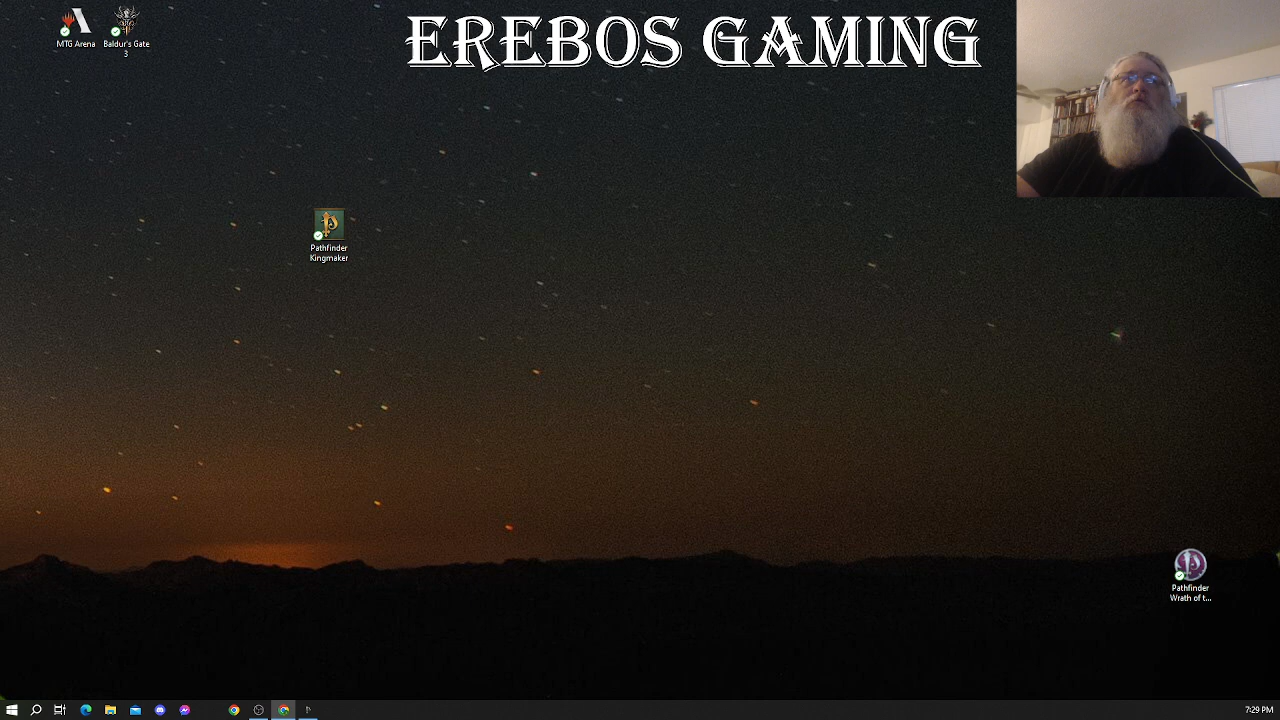 EREBOS GAMING
MTG Arena
Baldur's Gate
3
Pathfinder
Kingmaker
Pathfinder
Wrath of t...
7:29 PM